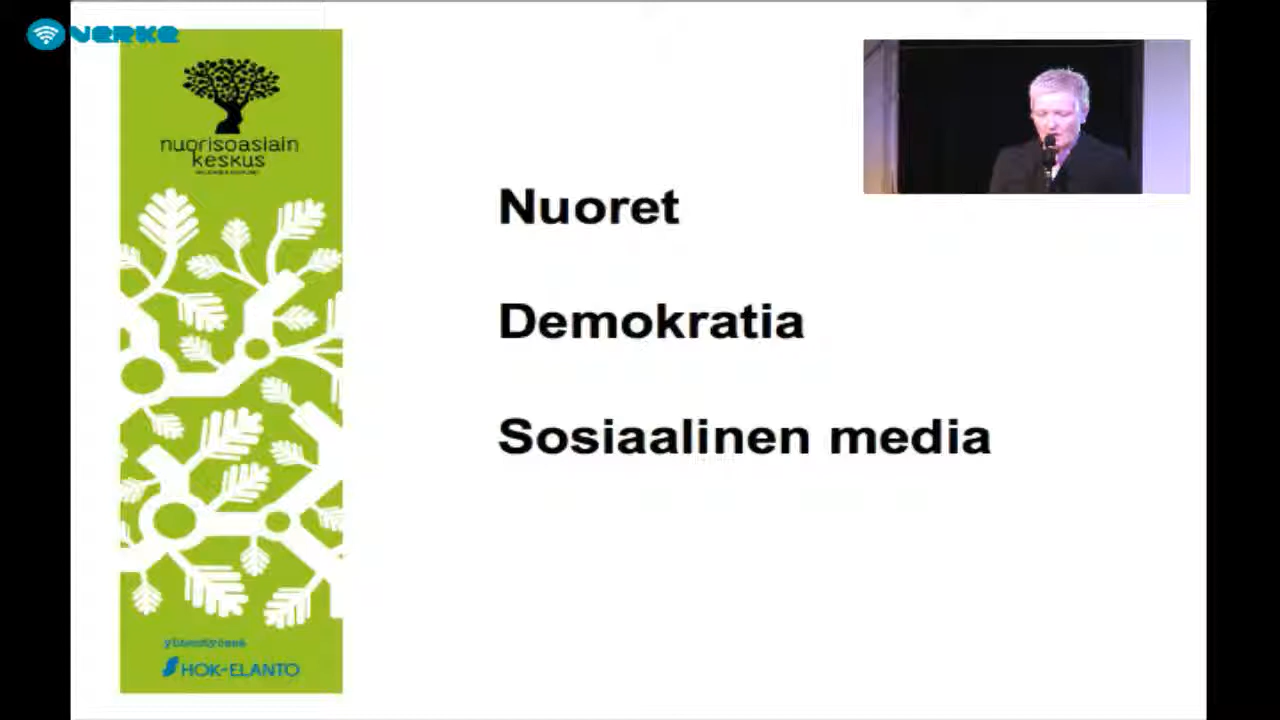 verke
nuorisoasiain
keskus
Nuoret
Demokratia
Sosiaalinen media
yhteistyössä
HOK-ELANTO